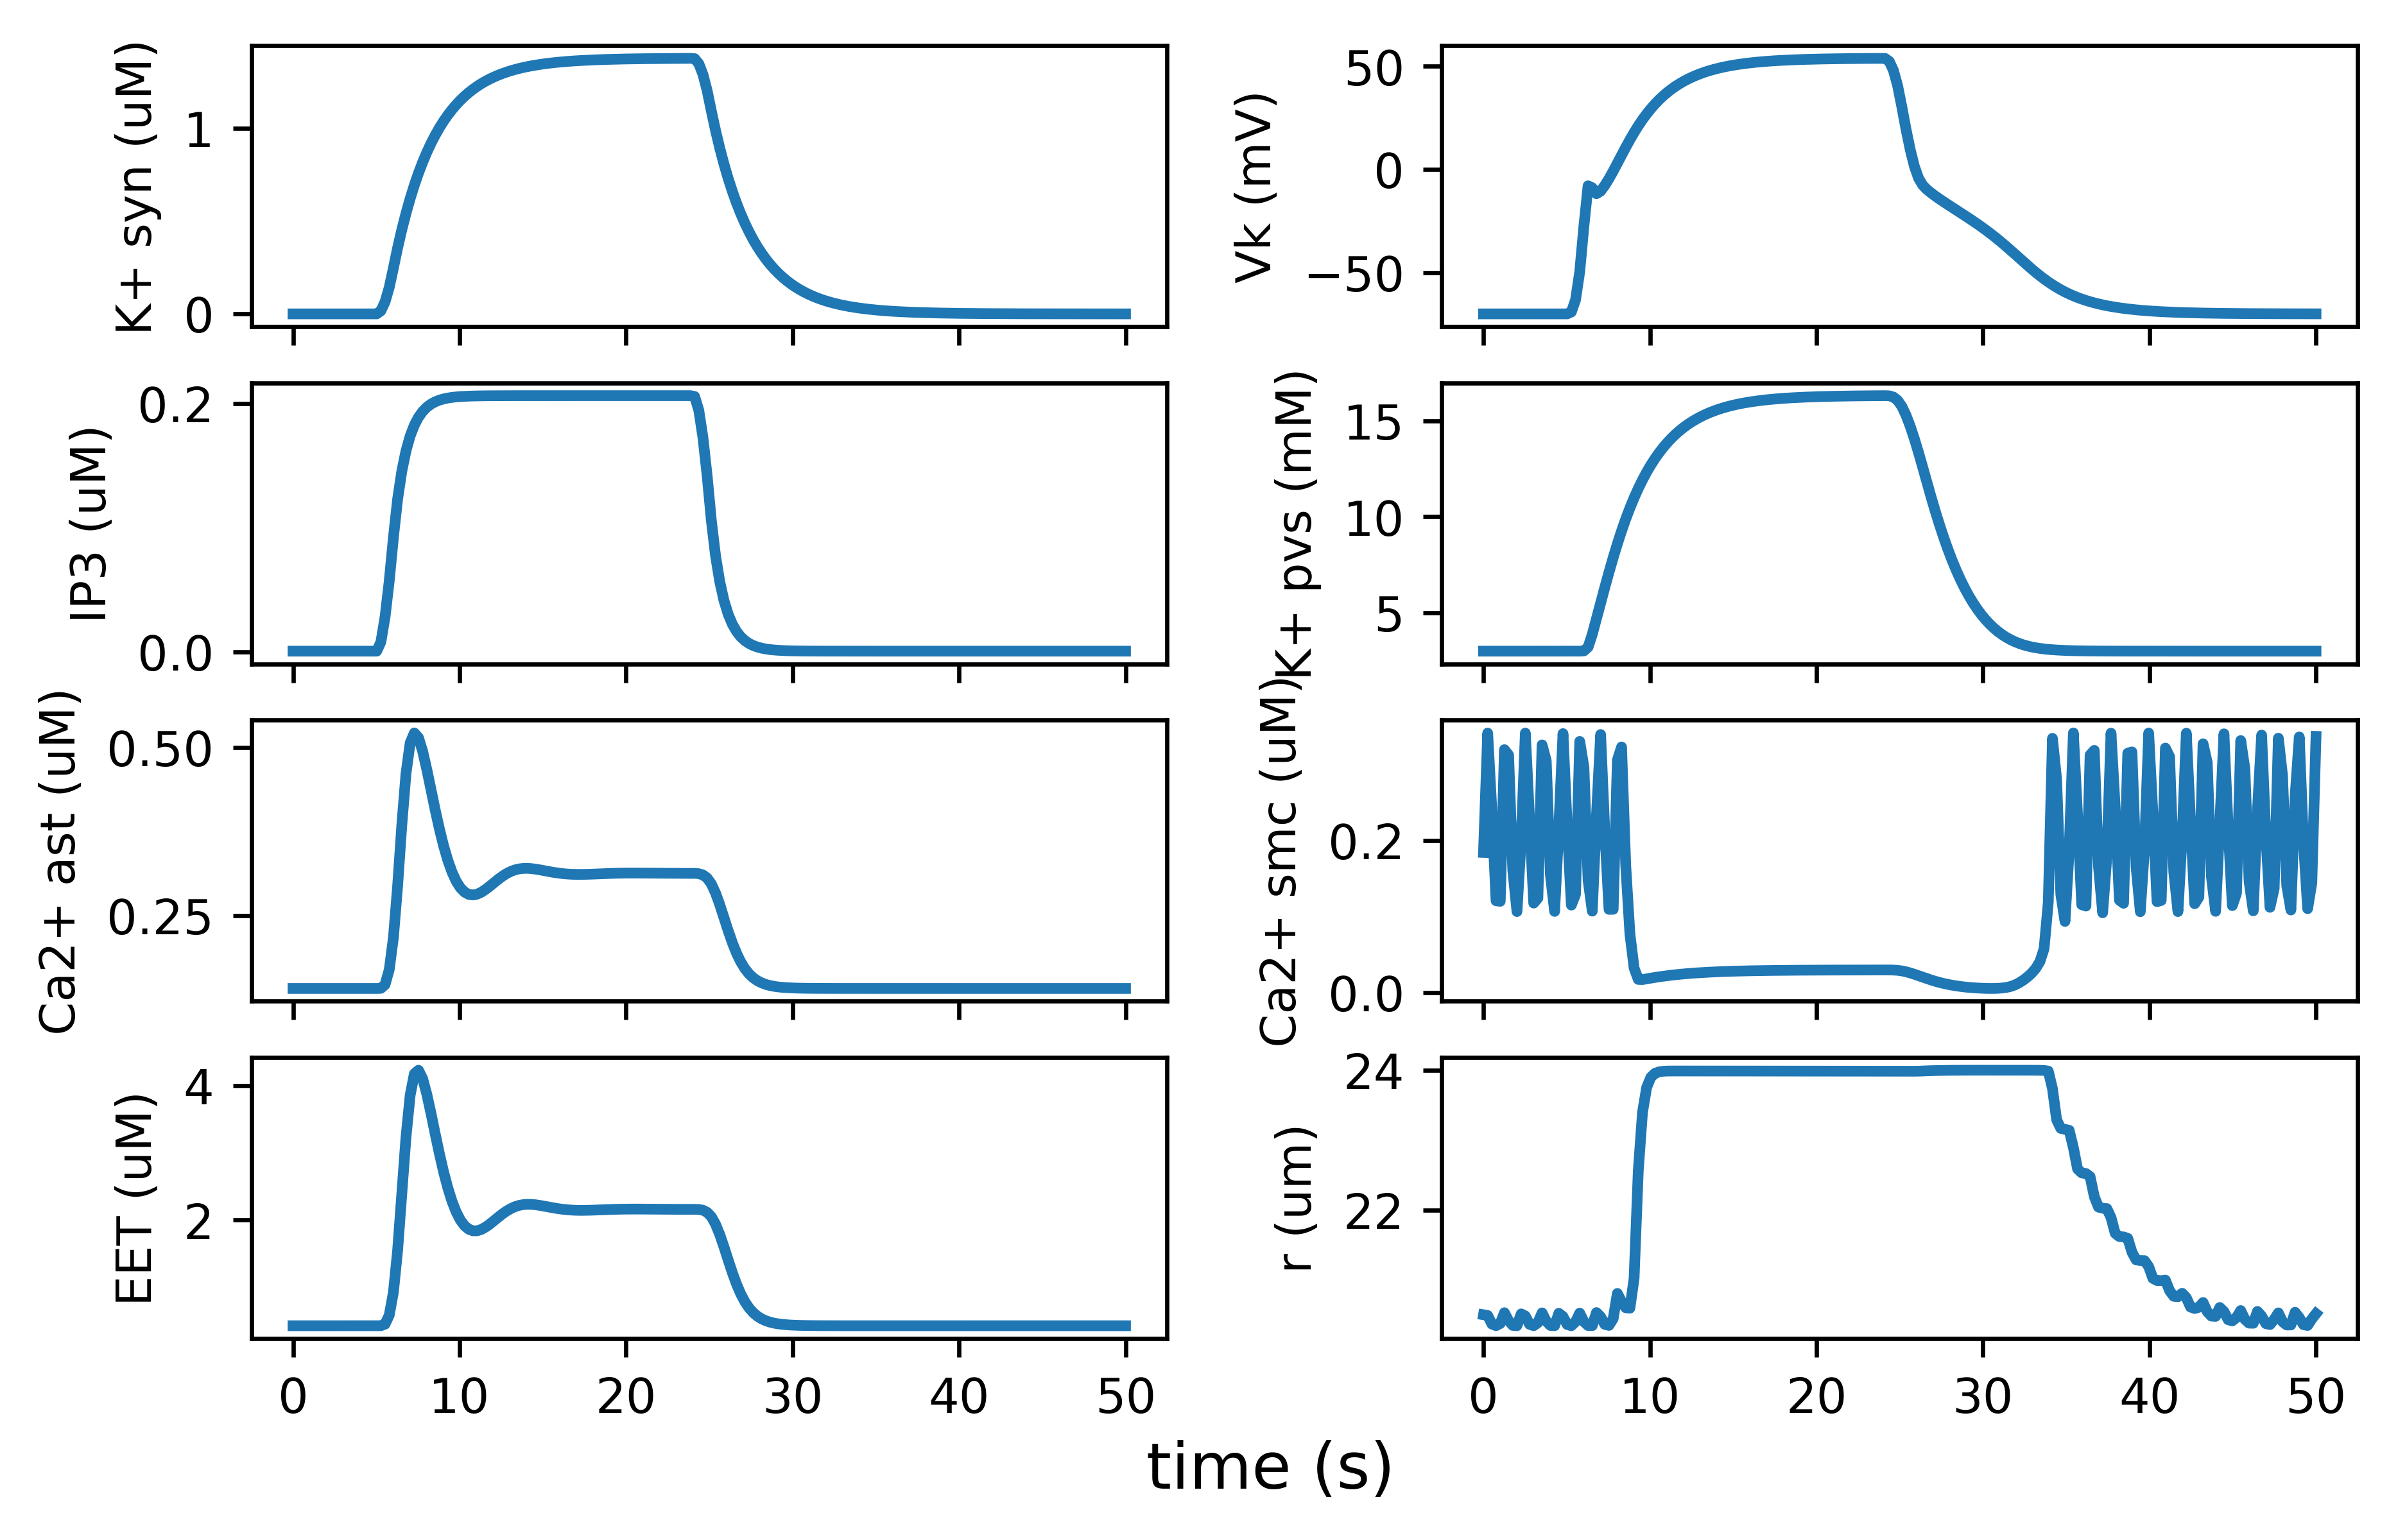 K+ syn (uM)
1
0
Vk (mV)
50
0
−50
IP3 (uM)
0.2
0.0
K+ pvs (mM)
15
10
5
Ca2+ ast (uM)
0.50
0.25
Ca2+ smc (uM)
0.2
0.0
EET (uM)
4
2
0 10 20 30 40 50
r (um)
24
22
0 10 20 30 40 50
time (s)